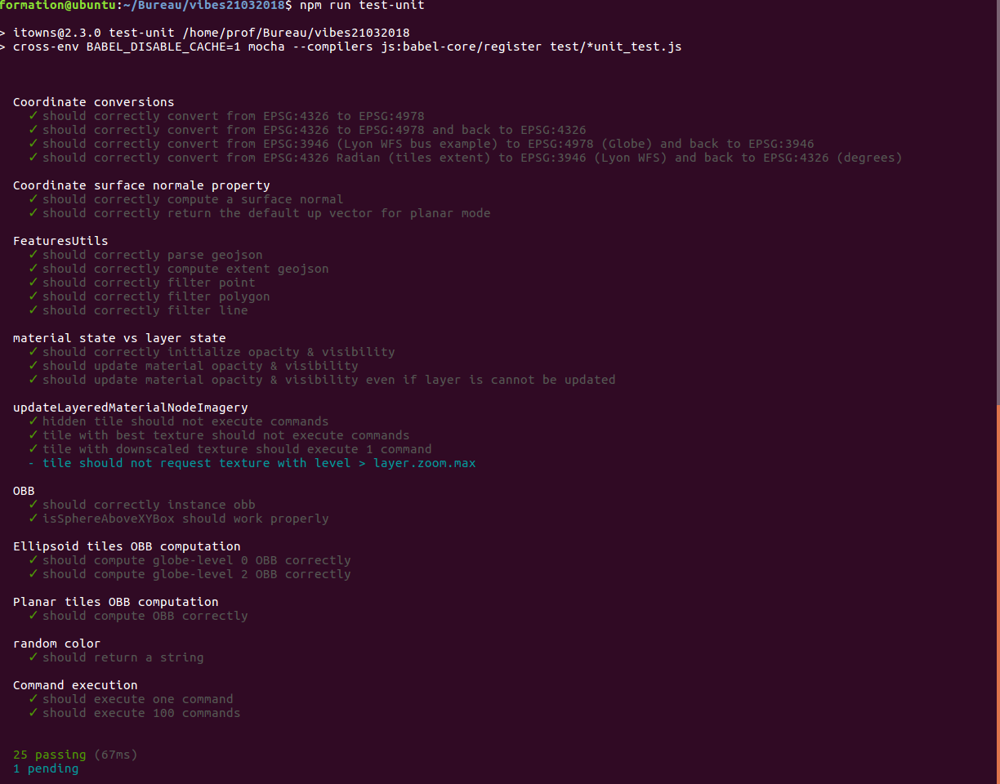 formation@ubuntu:~/Bureau/vibes21032018$ npm run test-unit
> itowns@2.3.0 test-unit /home/prof/Bureau/vibes21032018
> cross-env BABEL_DISABLE_CACHE=1 mocha --compilers js:babel-core/register test/*unit_test.js
Coordinate conversions
✓ should correctly convert from EPSG:4326 to EPSG:4978
✓ should correctly convert from EPSG:4326 to EPSG:4978 and back to EPSG:4326
✓ should correctly convert from EPSG:3946 (Lyon WFS bus example) to EPSG:4978 (Globe) and back to EPSG:3946
✓ should correctly convert from EPSG:4326 Radian (tiles extent) to EPSG:3946 (Lyon WFS) and back to EPSG:4326 (degrees)
Coordinate surface normale property
✓ should correctly compute a surface normal
✓ should correctly return the default up vector for planar mode
FeaturesUtils
✓ should correctly parse geojson
✓ should correctly compute extent geojson
✓ should correctly filter point
✓ should correctly filter polygon
✓ should correctly filter line
material state vs layer state
✓ should correctly initialize opacity & visibility
✓ should update material opacity & visibility
✓ should update material opacity & visibility even if layer is cannot be updated
updateLayeredMaterialNodeImagery
✓ hidden tile should not execute commands
✓ tile with best texture should not execute commands
✓ tile with downscaled texture should execute 1 command
- tile should not request texture with level > layer.zoom.max
OBB
✓ should correctly instance obb
✓ isSphereAboveXYBox should work properly
Ellipsoid tiles OBB computation
✓ should compute globe-level 0 OBB correctly
✓ should compute globe-level 2 OBB correctly
Planar tiles OBB computation
✓ should compute OBB correctly
random color
✓ should return a string
Command execution
✓ should execute one command
✓ should execute 100 commands
25 passing (67ms)
1 pending